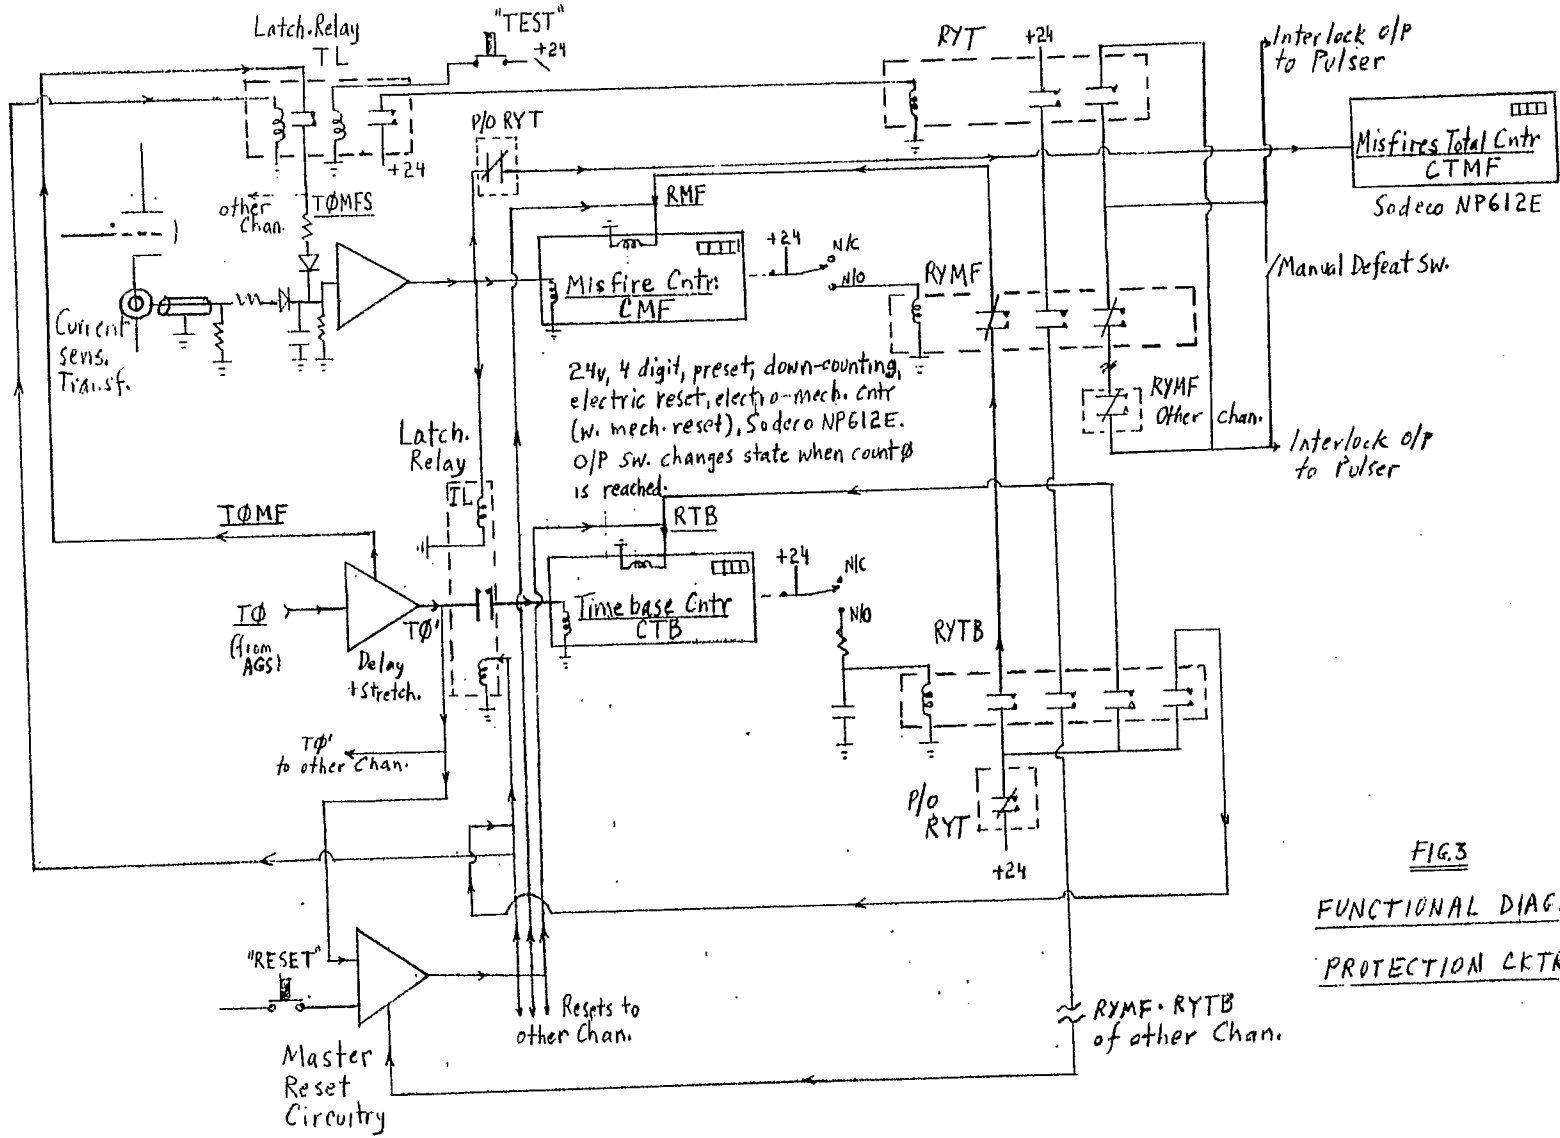 Latch. Relay
TL
"TEST"
+24
RYT
+24
Interlock O/P
to Pulser
P/O RYT
+24
Misfires Total Cntr
CTMF
Sodeco NP612E
other
Chan.
TØMFS
RMF
+24
N/C
N/O
Misfire Cntr.
CMF
RYMF
Manual Defeat Sw.
Current
sens.
Transf.
24v, 4 digit, preset, down-counting,
electric reset, electro-mech. Cntr
(w. mech. reset), Sodeco NP612E.
O/P Sw. changes state when count Ø
is reached.
RYMF
Other Chan.
Interlock O/P
to Pulser
Latch.
Relay
IL
TØMF
RTB
+24
N/C
N/O
Timebase Cntr
CTB
RYTB
TØ
(from
AGS)
TØ'
Delay
+ Stretch.
TØ'
to other Chan.
P/O
RYT
+24
FIG.3
FUNCTIONAL DIAG.
PROTECTION CKTR
"RESET"
Resets to
other Chan.
RYMF · RYTB
of other Chan.
Master
Reset
Circuitry